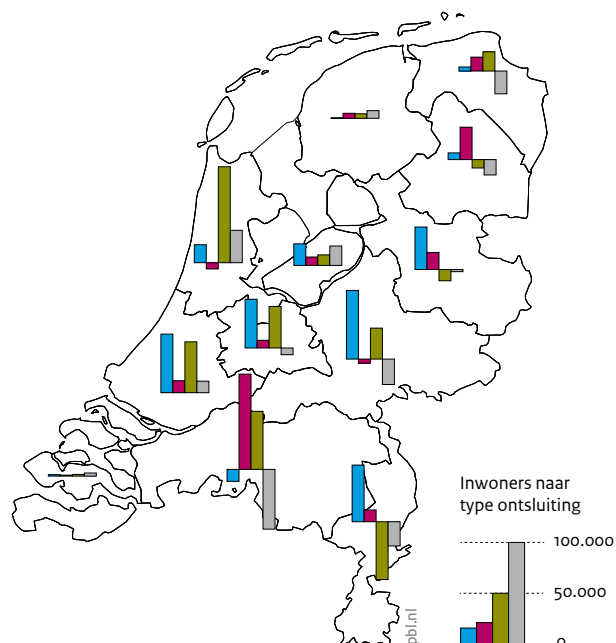 Inwoners naar
type ontsluiting
100.000
50.000
0
pbl.nl